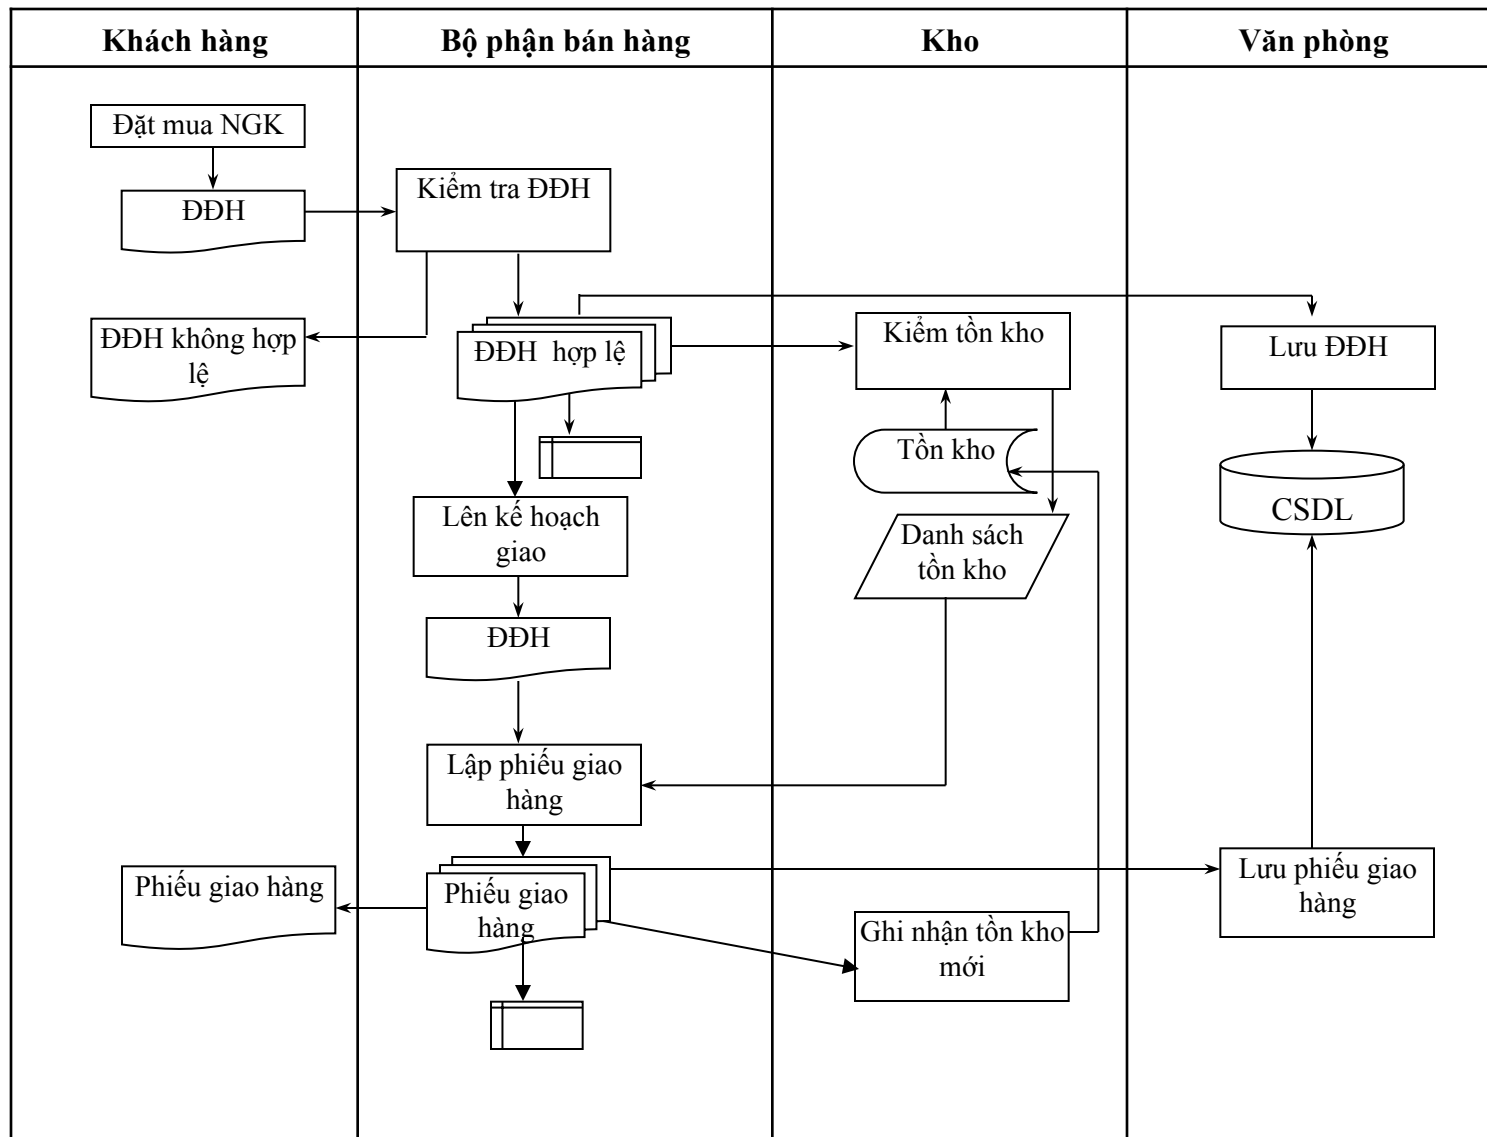 Khách hàng
Bộ phận bán hàng
Kho
Văn phòng
Đặt mua NGK
ĐĐH
Kiểm tra ĐĐH
ĐĐH không hợp
lệ
ĐĐH hợp lệ
Kiểm tồn kho
Lưu ĐĐH
Tồn kho
CSDL
Lên kế hoạch
giao
Danh sách
tồn kho
ĐĐH
Lập phiếu giao
hàng
Phiếu giao hàng
Phiếu giao
hàng
Ghi nhận tồn kho
mới
Lưu phiếu giao
hàng